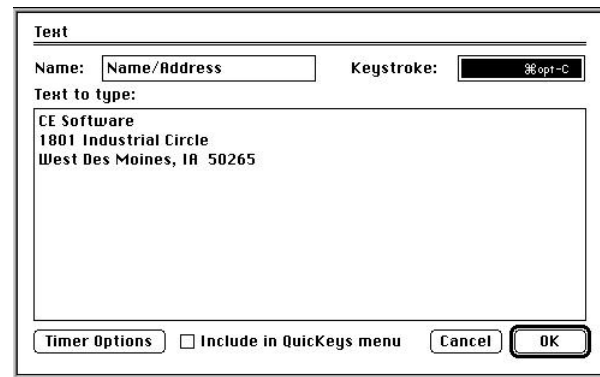 Text
Name: Name/Address Keystroke: ⌘opt-C
Text to type:
CE Software
1801 Industrial Circle
West Des Moines, IA 50265
Timer Options Include in QuicKeys menu Cancel OK